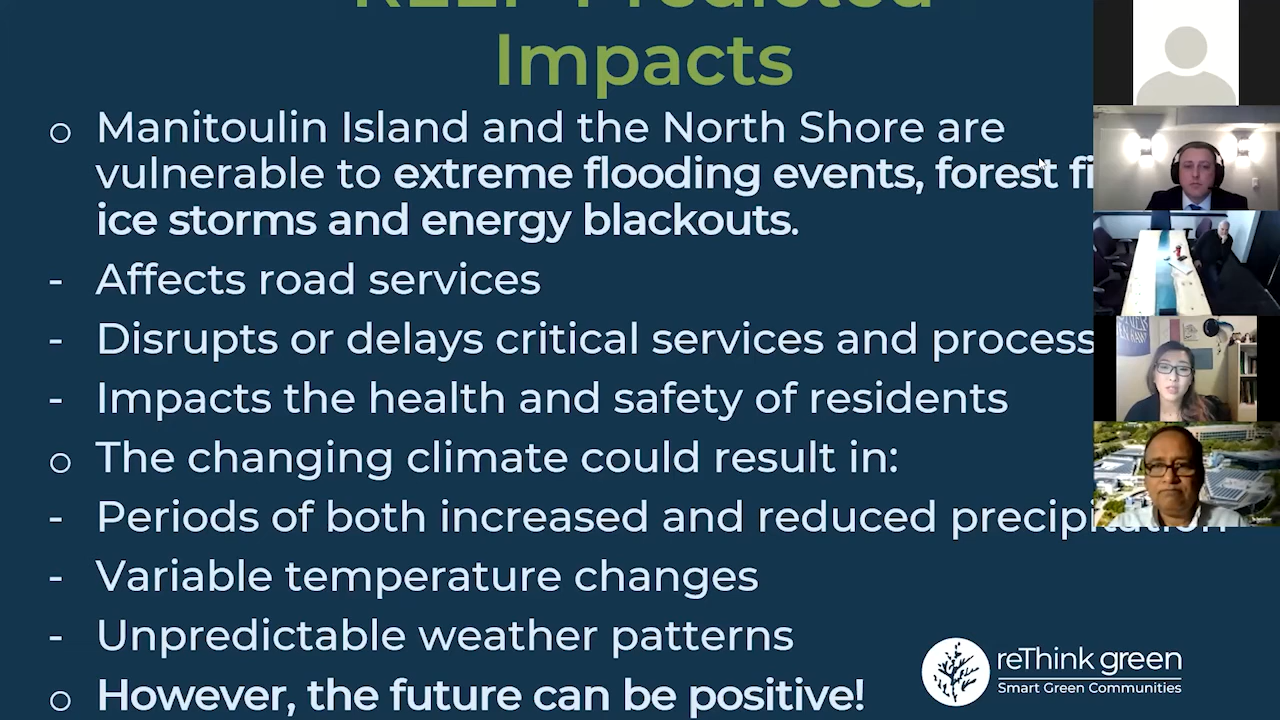 Predicted
Impacts
o Manitoulin Island and the North Shore are
vulnerable to extreme flooding events, forest fi
ice storms and energy blackouts.
- Affects road services
- Disrupts or delays critical services and process
- Impacts the health and safety of residents
o The changing climate could result in:
- Periods of both increased and reduced precipitation
- Variable temperature changes
- Unpredictable weather patterns
o However, the future can be positive!
reThink green
Smart Green Communities